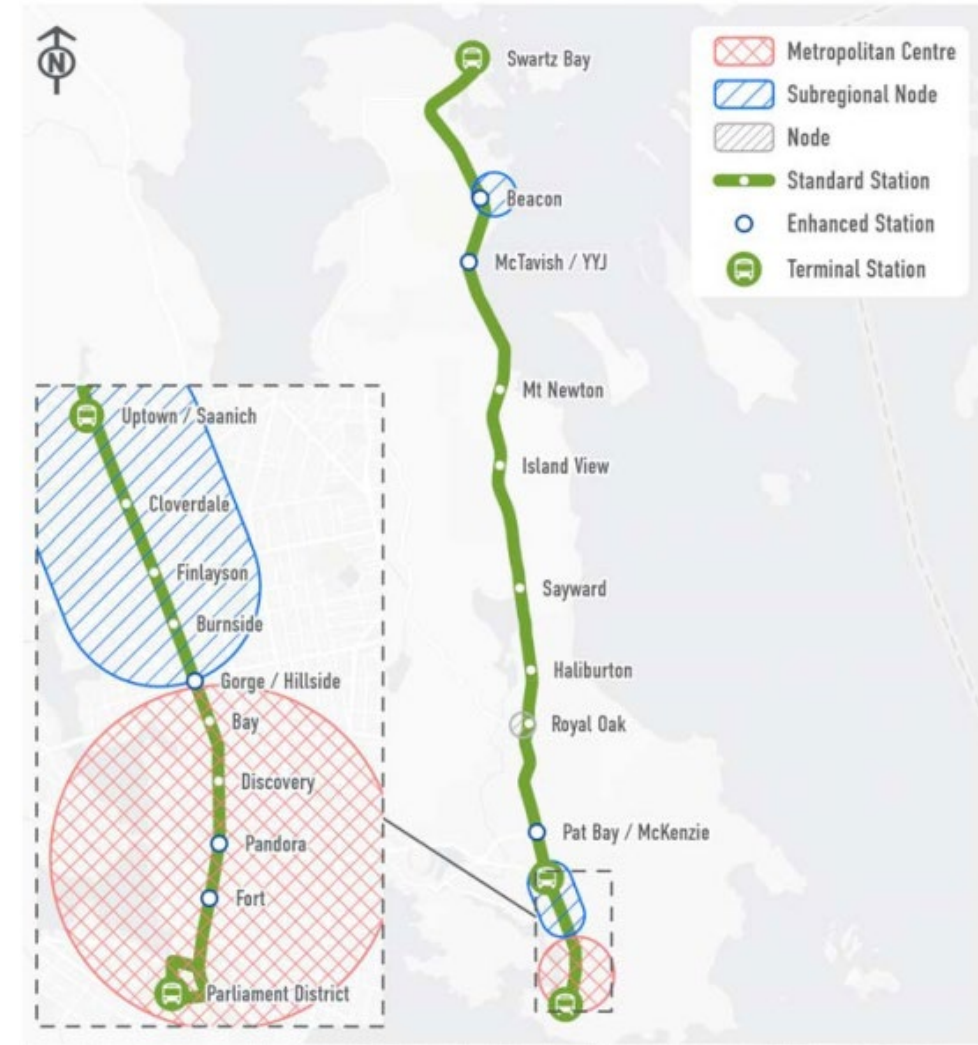 N
Swartz Bay
Beacon
McTavish / YYJ
Mt Newton
Island View
Sayward
Haliburton
Royal Oak
Pat Bay / McKenzie
Metropolitan Centre
Subregional Node
Node
Standard Station
Enhanced Station
Terminal Station
Uptown / Saanich
Cloverdale
Finlayson
Burnside
Gorge / Hillside
Bay
Discovery
Pandora
Fort
Parliament District